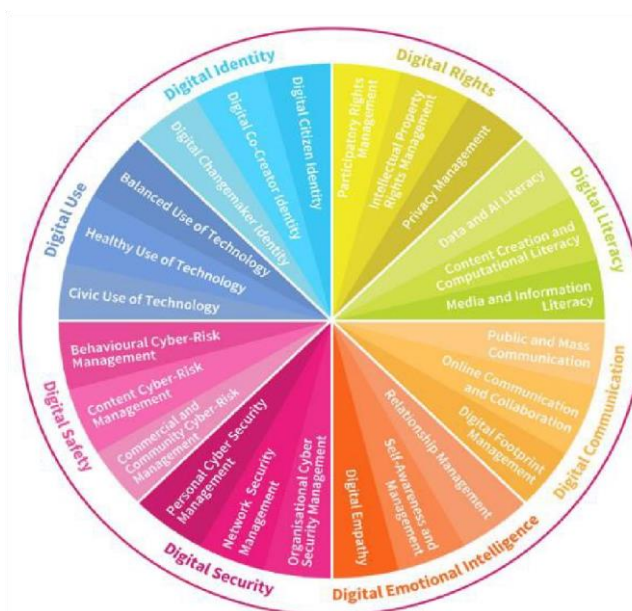 Digital Identity
Digital Citizen Identity
Digital Co-Creator Identity
Digital Changemaker Identity
Digital Rights
Participatory Rights
Management
Intellectual Property
Rights Management
Privacy Management
Digital Literacy
Data and AI Literacy
Content Creation and
Computational Literacy
Media and Information
Literacy
Digital Communication
Public and Mass
Communication
Online Communication
and Collaboration
Digital Footprint
Management
Digital Emotional Intelligence
Relationship Management
Self-Awareness and
Management
Digital Empathy
Digital Security
Organisational Cyber
Security Management
Network Security
Management
Personal Cyber Security
Management
Digital Safety
Commercial and
Community Cyber-Risk
Management
Content Cyber-Risk
Management
Behavioural Cyber-Risk
Management
Digital Use
Civic Use of Technology
Healthy Use of Technology
Balanced Use of Technology